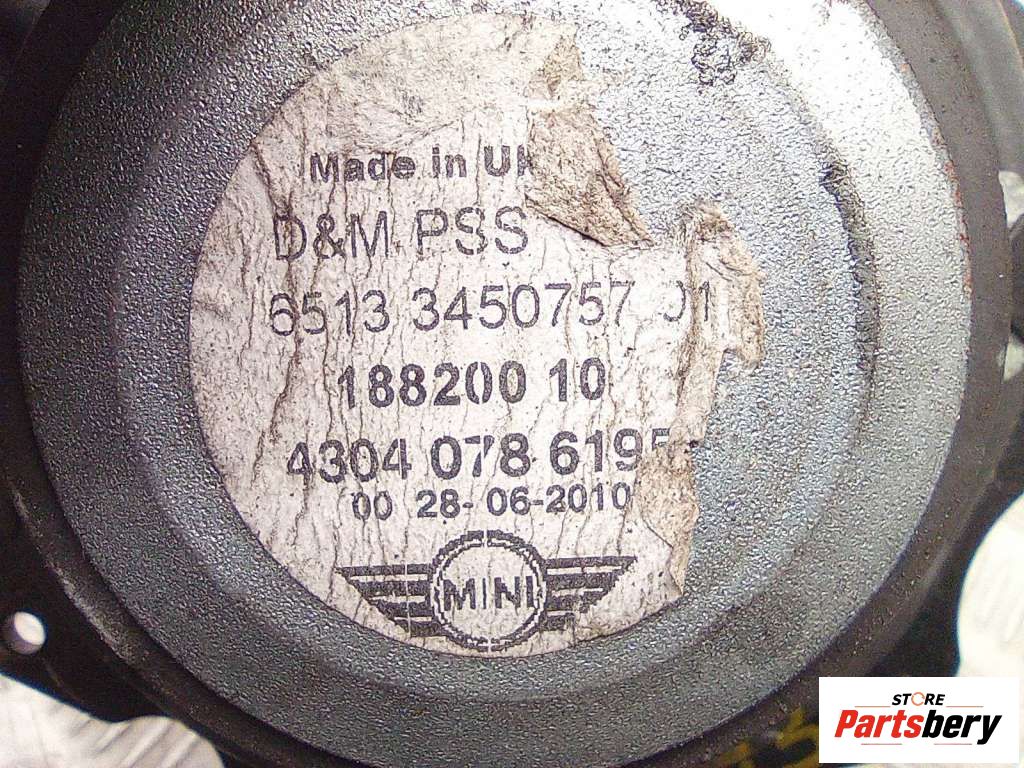 Made in UK
D&M PSS
6513 3450757 01
188200 10
4304 078 6195
00 28-06-2010
MINI
STORE
Partsbery